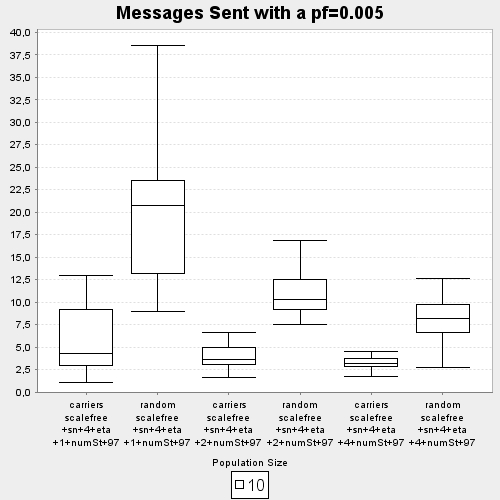 Messages Sent with a pf=0.005
40,0
37,5
35,0
32,5
30,0
27,5
25,0
22,5
20,0
17,5
15,0
12,5
10,0
7,5
5,0
2,5
0,0
carriers
scalefree
+sn+4+eta
+1+numSt+97
random
scalefree
+sn+4+eta
+1+numSt+97
carriers
scalefree
+sn+4+eta
+2+numSt+97
random
scalefree
+sn+4+eta
+2+numSt+97
carriers
scalefree
+sn+4+eta
+4+numSt+97
random
scalefree
+sn+4+eta
+4+numSt+97
Population Size
10